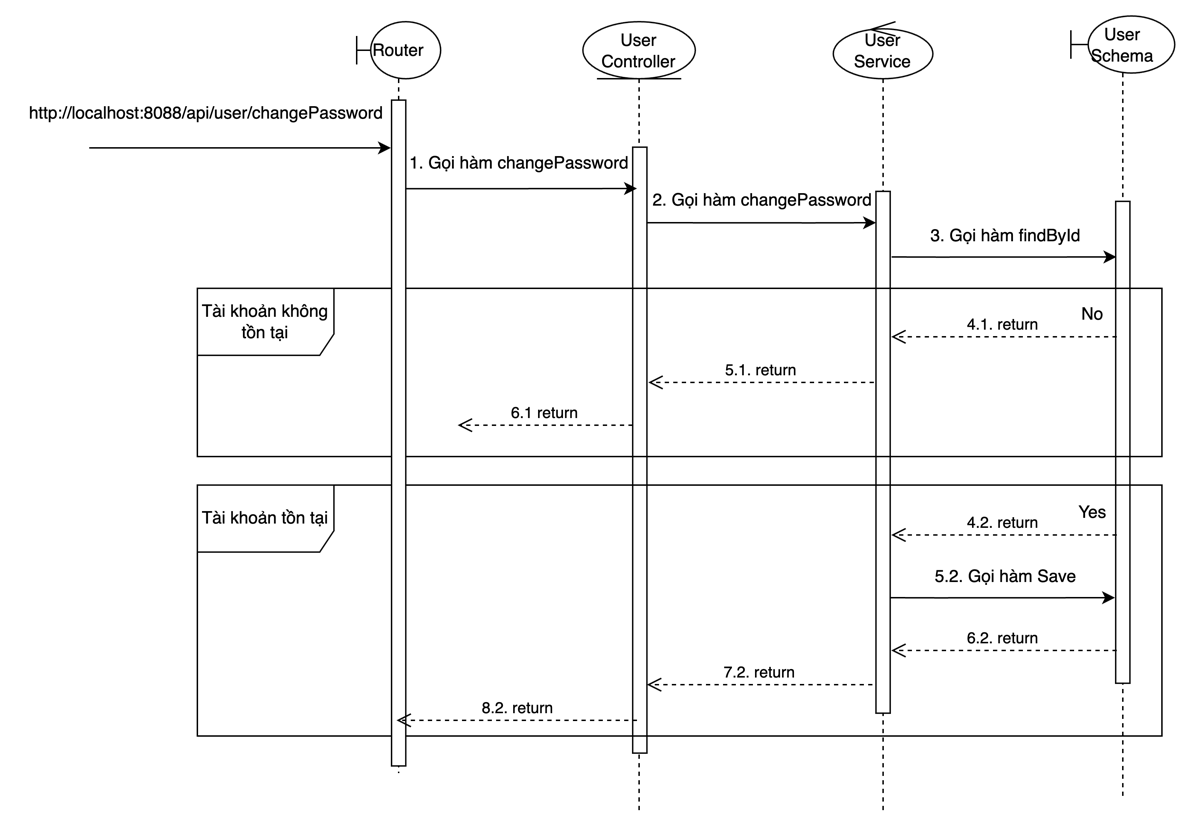 Router
User
Controller
User
Service
User
Schema
http://localhost:8088/api/user/changePassword
1. Gọi hàm changePassword
2. Gọi hàm changePassword
3. Gọi hàm findById
Tài khoản không
tồn tại
No
4.1. return
5.1. return
6.1 return
Tài khoản tồn tại
Yes
4.2. return
5.2. Gọi hàm Save
6.2. return
7.2. return
8.2. return